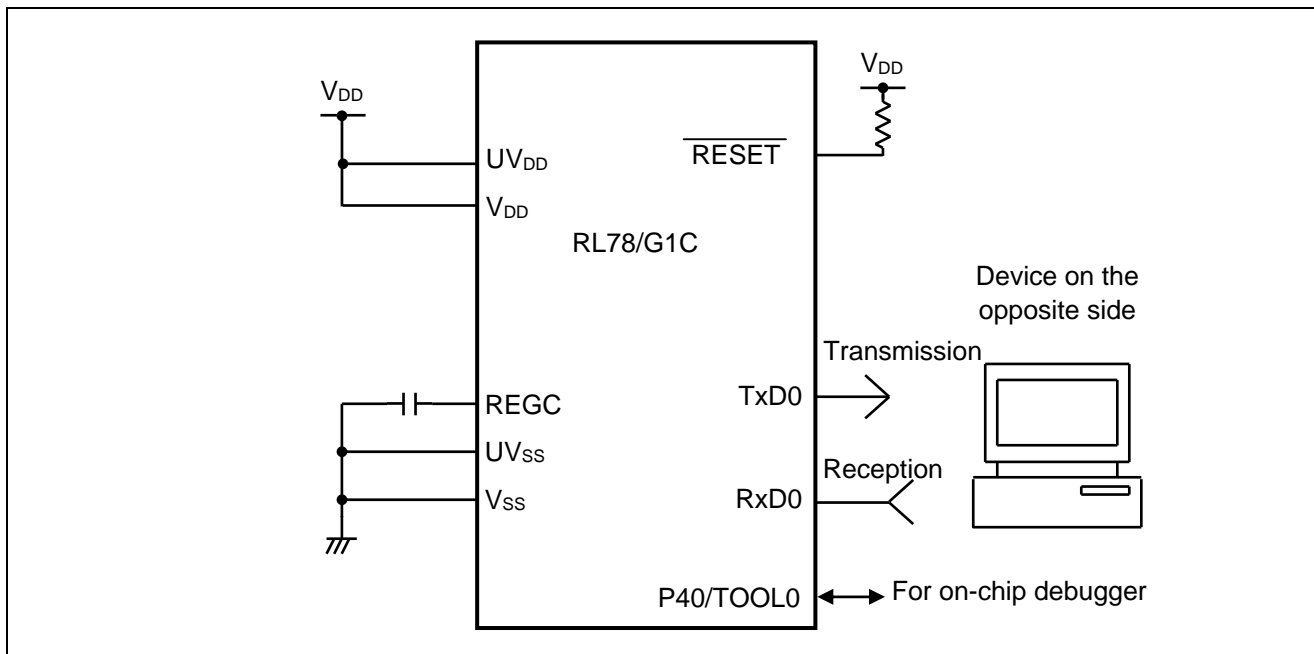 VDD
VDD
UVDD
RESET
VDD
RL78/G1C
Device on the
opposite side
Transmission
REGC
TxD0
UVSS
Reception
VSS
RxD0
P40/TOOL0
For on-chip debugger